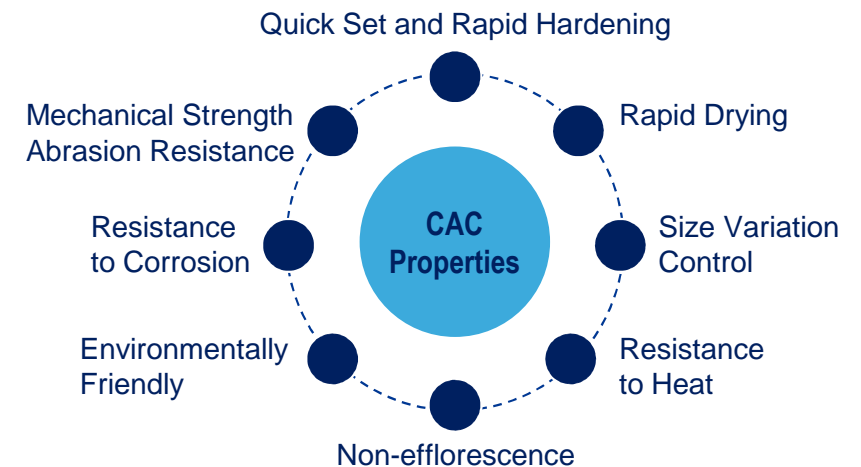 Quick Set and Rapid Hardening
Mechanical Strength
Abrasion Resistance
Rapid Drying
Resistance
to Corrosion
CAC
Properties
Size Variation
Control
Environmentally
Friendly
Resistance
to Heat
Non-efflorescence